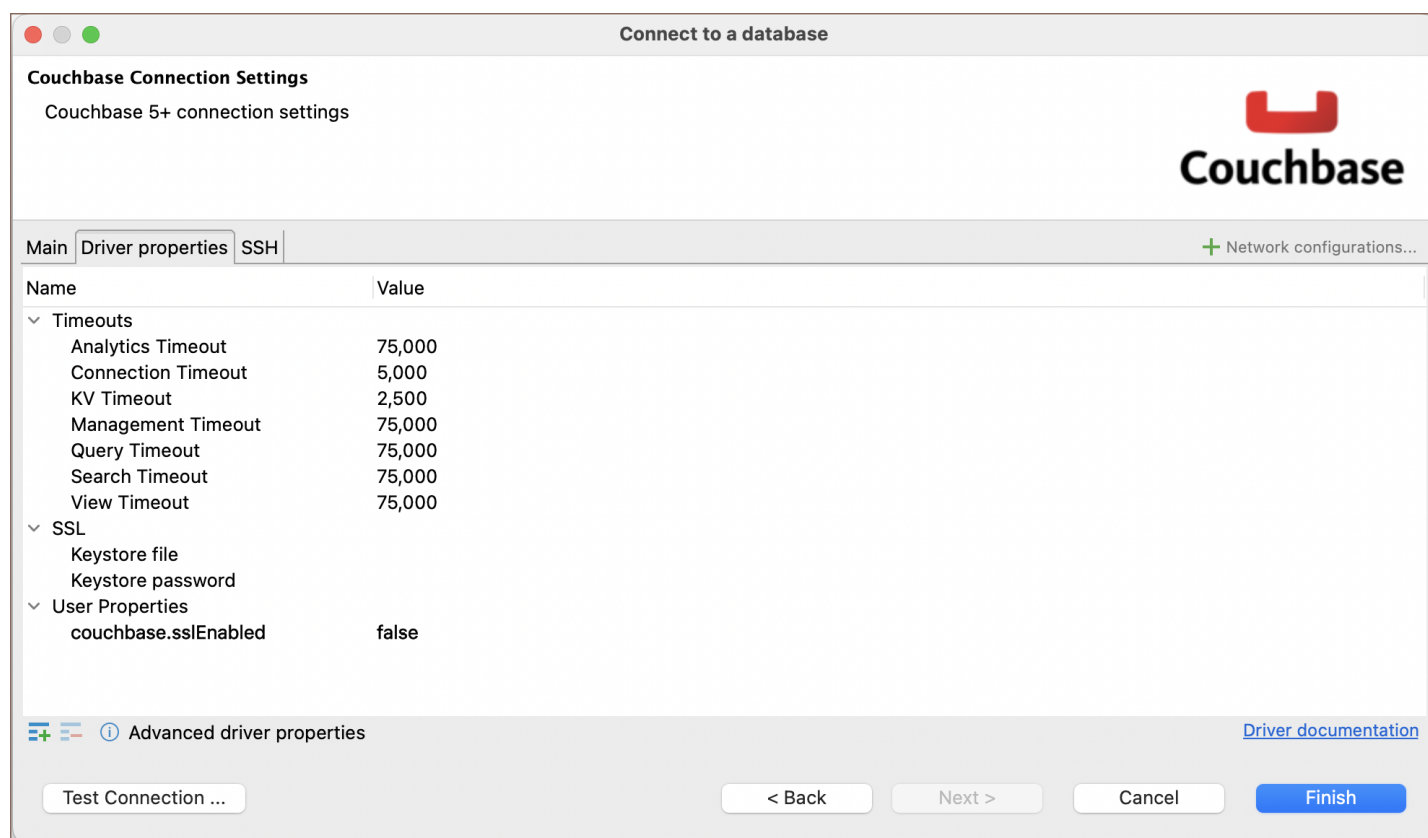 Connect to a database
Couchbase Connection Settings
Couchbase 5+ connection settings
Couchbase
Main Driver properties SSH Network configurations...
Name Value
Timeouts
Analytics Timeout 75,000
Connection Timeout 5,000
KV Timeout 2,500
Management Timeout 75,000
Query Timeout 75,000
Search Timeout 75,000
View Timeout 75,000
SSL
Keystore file
Keystore password
User Properties
couchbase.sslEnabled false
Advanced driver properties Driver documentation
Test Connection ... < Back Next > Cancel Finish